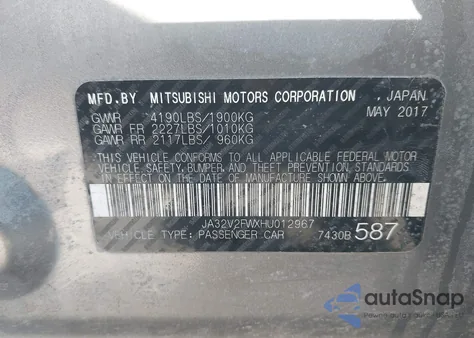 MFD.BY MITSUBISHI MOTORS CORPORATION , JAPAN
GVWR 4190LBS/1900KG MAY 2017
GAWR FR 2227LBS/1010KG
GAWR RR 2117LBS/ 960KG
THIS VEHICLE CONFORMS TO ALL APPLICABLE FEDERAL MOTOR
VEHICLE SAFETY, BUMPER, AND THEFT PREVENTION STANDARDS
IN EFFECT ON THE DATE OF MANUFACTURE SHOWN ABOVE.
JA32V2FWXHU012967
VEHICLE TYPE: PASSENGER CAR 7430B 587
autoSnap